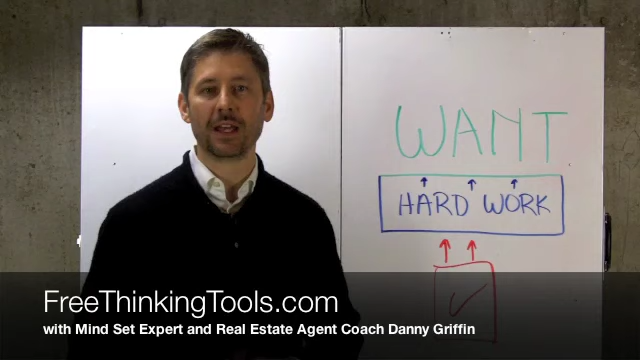 WANT
HARD WORK
FreeThinkingTools.com
with Mind Set Expert and Real Estate Agent Coach Danny Griffin